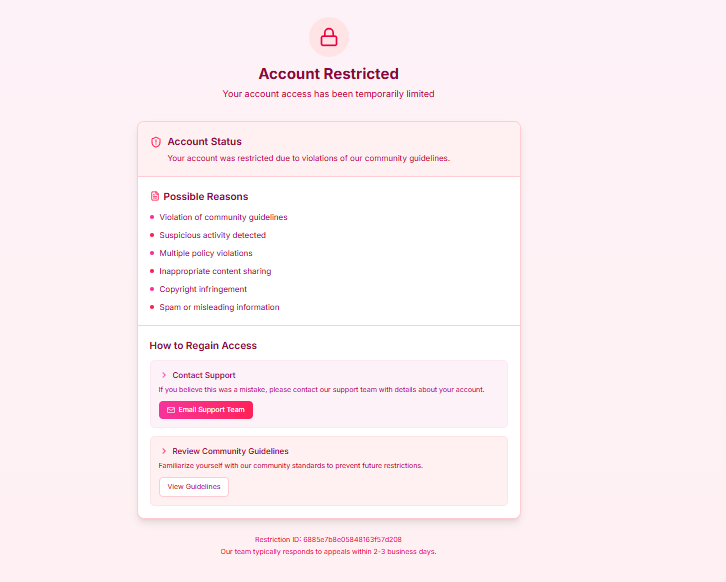 Account Restricted
Your account access has been temporarily limited
Account Status
Your account was restricted due to violations of our community guidelines.
Possible Reasons
Violation of community guidelines
Suspicious activity detected
Multiple policy violations
Inappropriate content sharing
Copyright infringement
Spam or misleading information
How to Regain Access
Contact Support
If you believe this was a mistake, please contact our support team with details about your account.
Email Support Team
Review Community Guidelines
Familiarize yourself with our community standards to prevent future restrictions.
View Guidelines
Restriction ID: 6885e7b8e05848163f57d208
Our team typically responds to appeals within 2-3 business days.